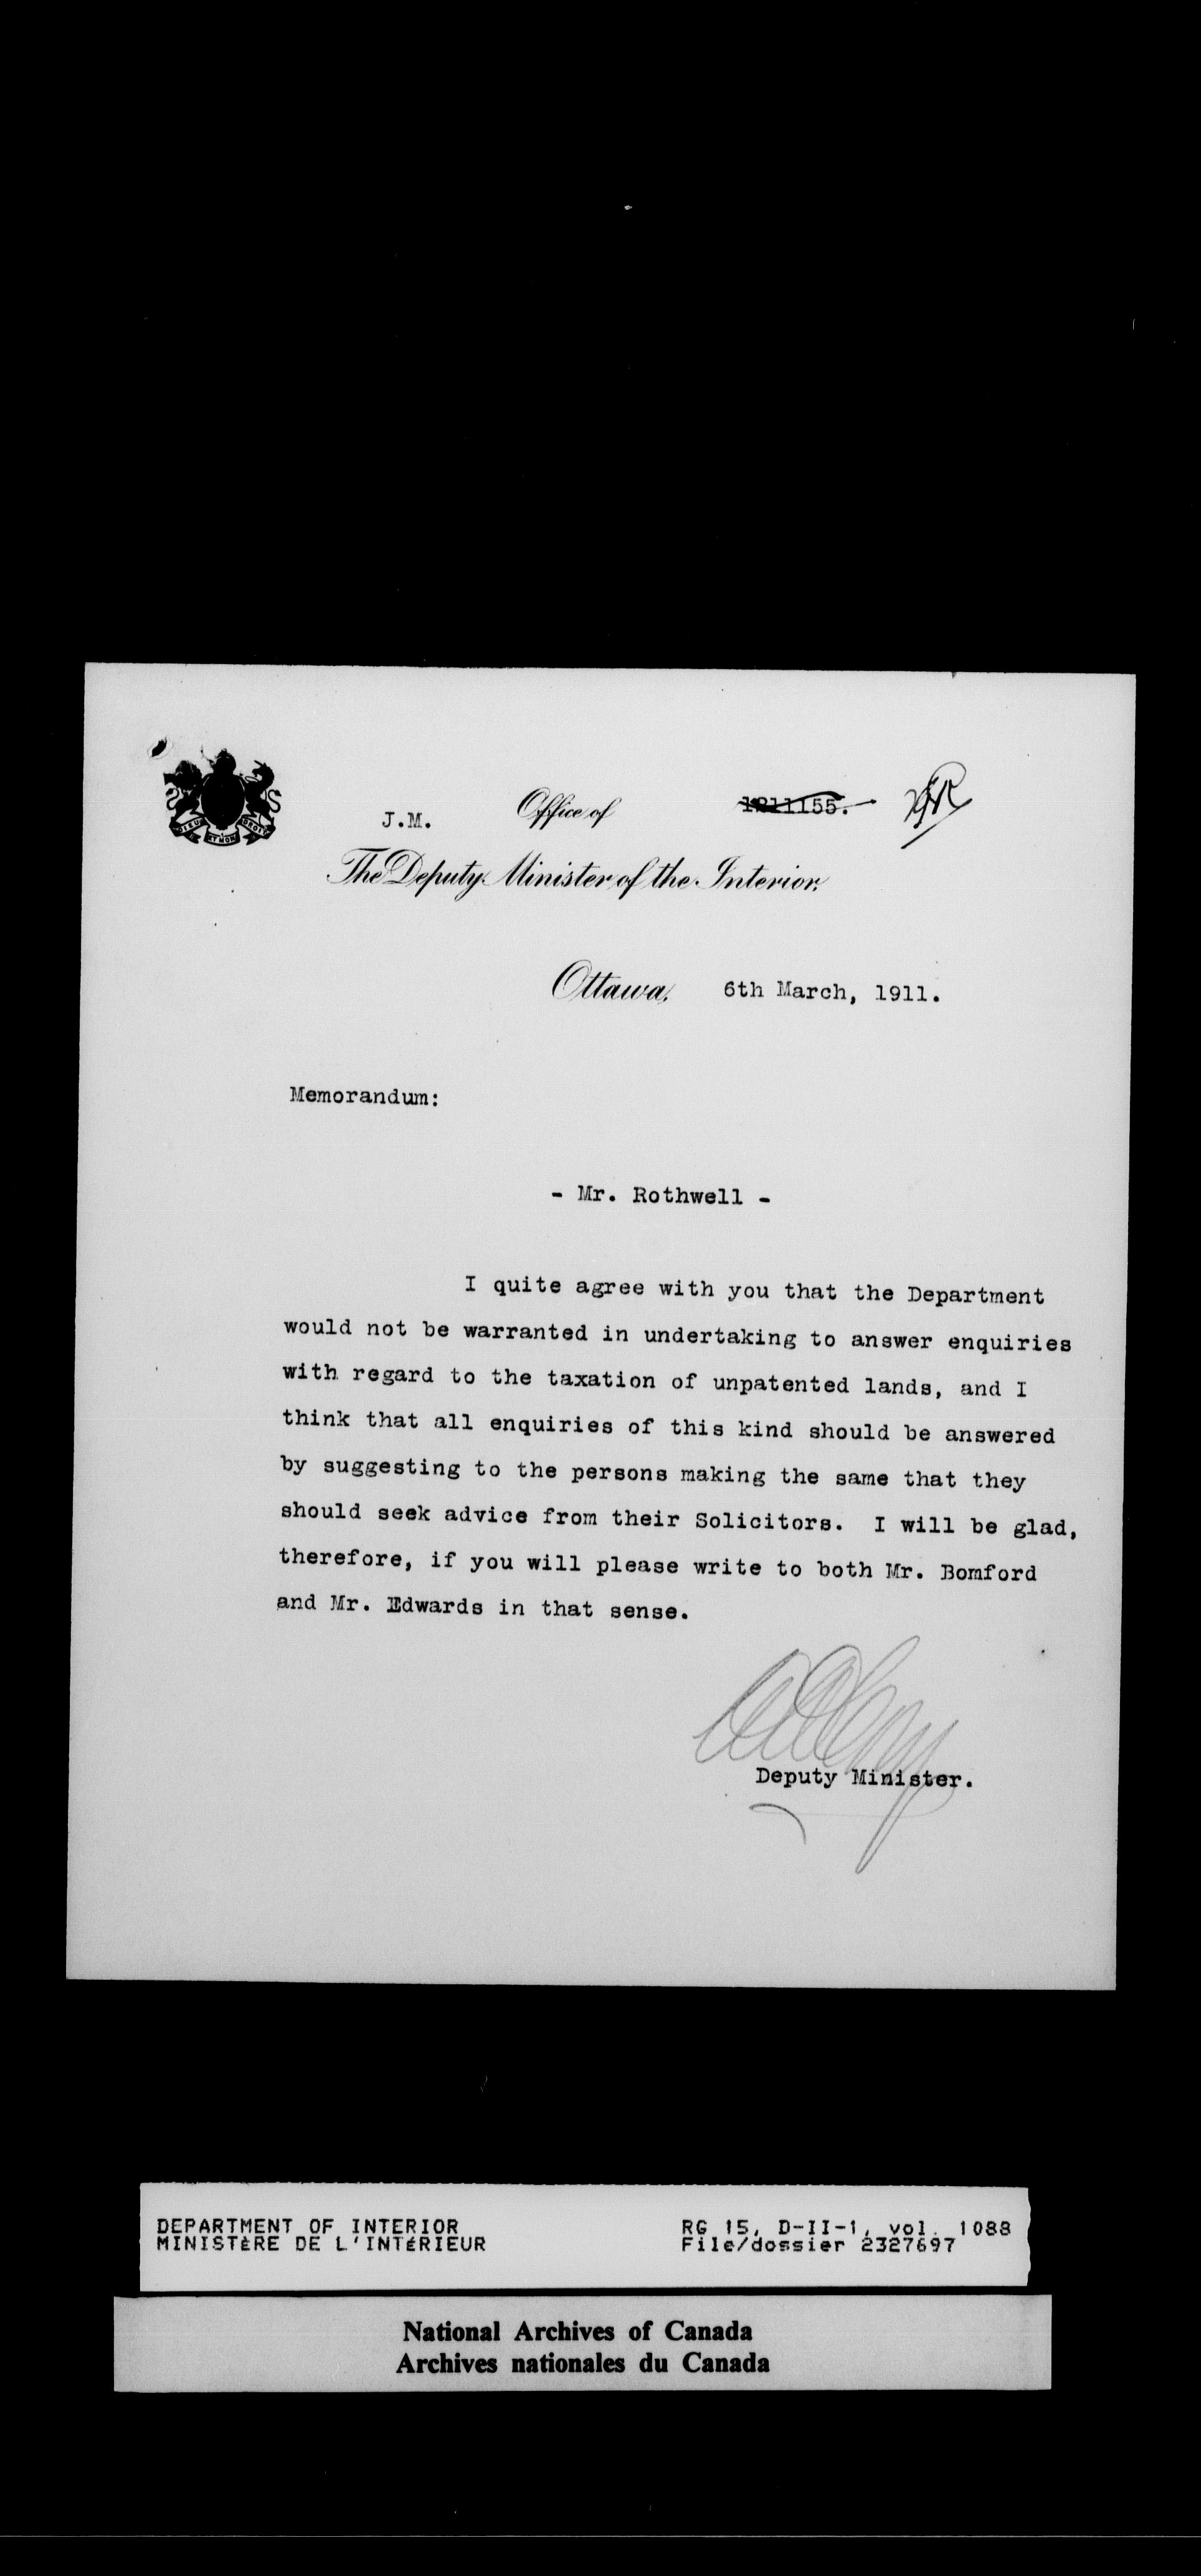 J.M.
Office of
1811155.
The Deputy Minister of the Interior.
Ottawa, 6th March, 1911.
Memorandum:
- Mr. Rothwell -
I quite agree with you that the Department
would not be warranted in undertaking to answer enquiries
with regard to the taxation of unpatented lands, and I
think that all enquiries of this kind should be answered
by suggesting to the persons making the same that they
should seek advice from their Solicitors. I will be glad,
therefore, if you will please write to both Mr. Bomford
and Mr. Edwards in that sense.
Deputy Minister.
DEPARTMENT OF INTERIOR
MINISTèRE DE L'INTéRIEUR
RG 15, D-II-1, vol. 1088
File/dossier 2327697
National Archives of Canada
Archives nationales du Canada